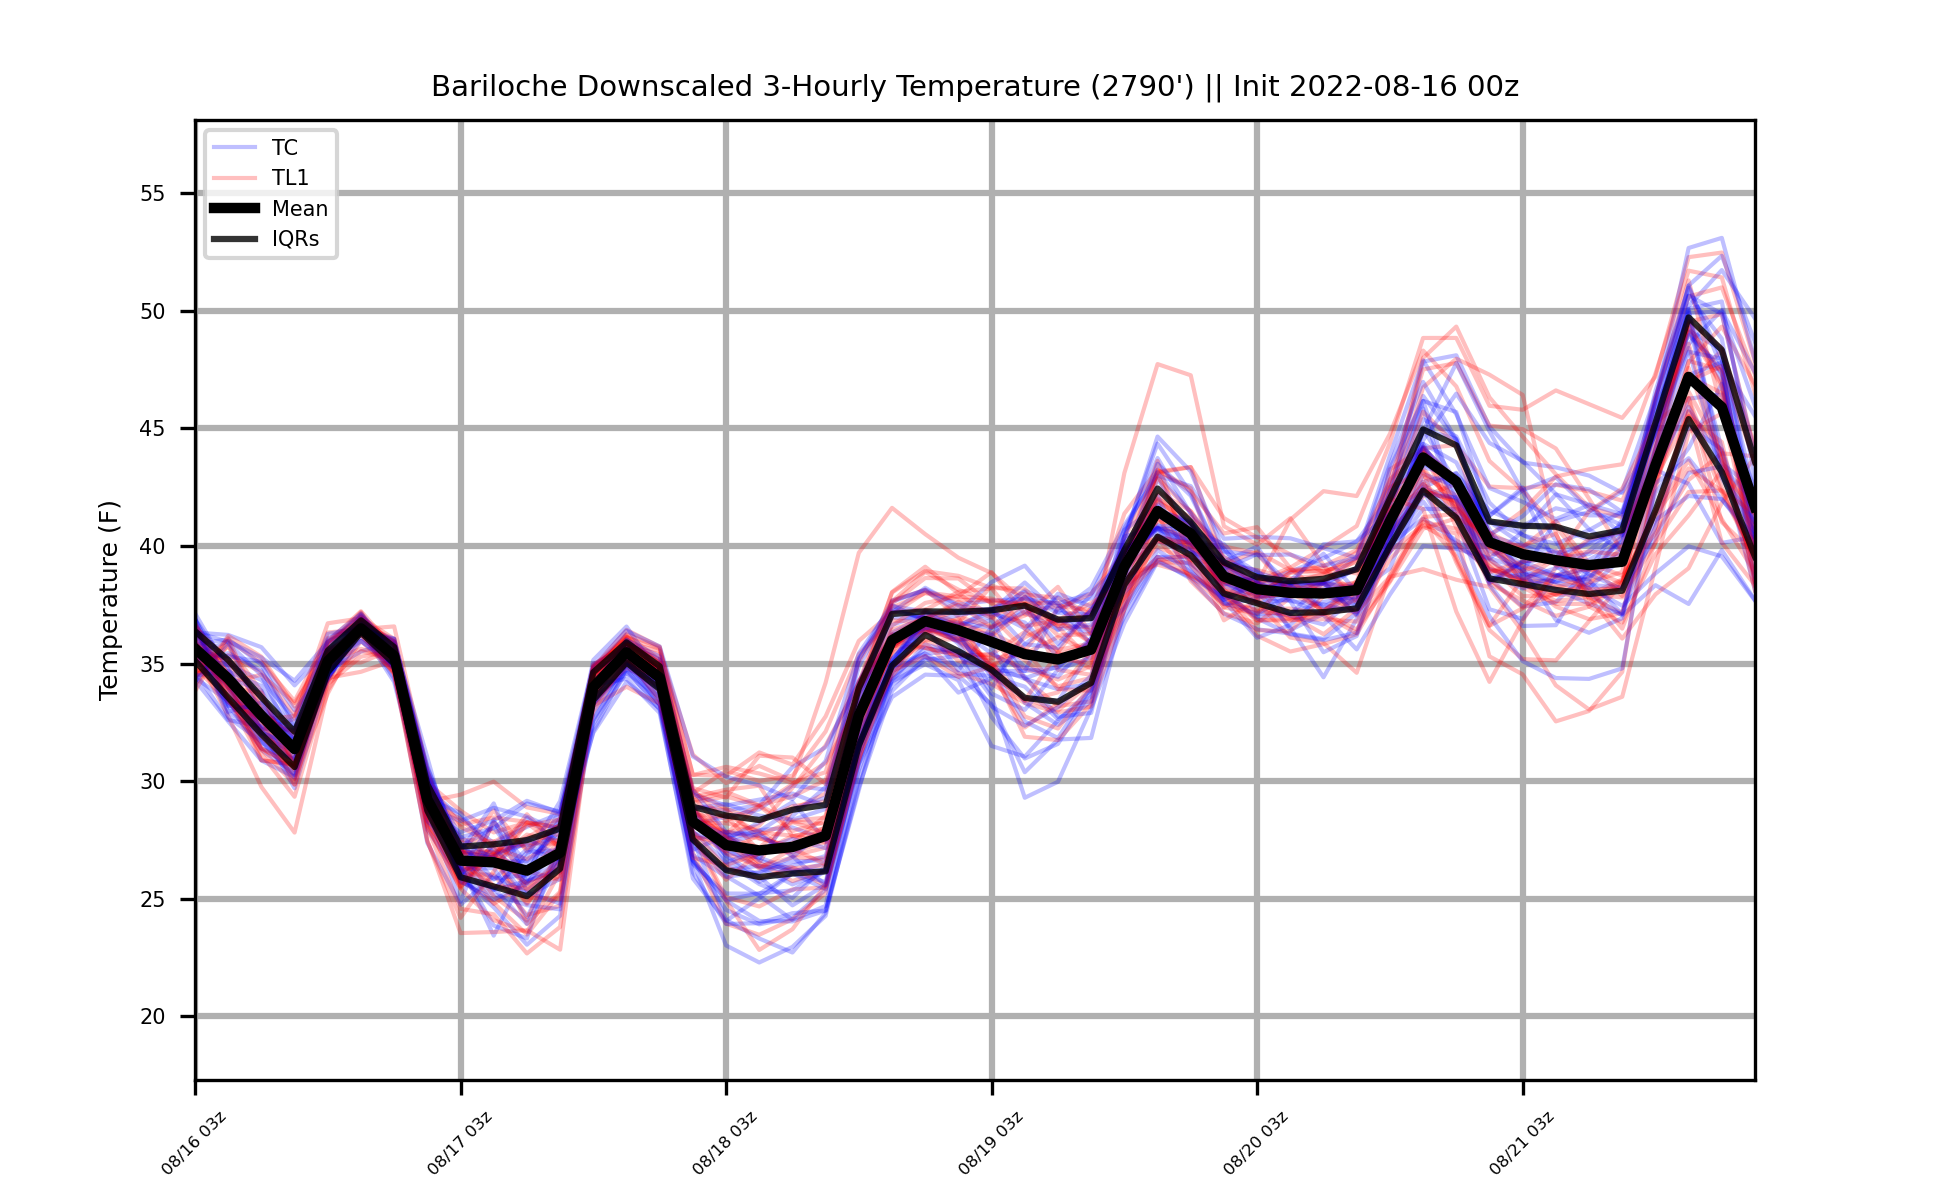 Bariloche Downscaled 3-Hourly Temperature (2790') || Init 2022-08-16 00z
TC
TL1
Mean
IQRs
Temperature (F)
55
50
45
40
35
30
25
20
08/16 03z
08/17 03z
08/18 03z
08/19 03z
08/20 03z
08/21 03z